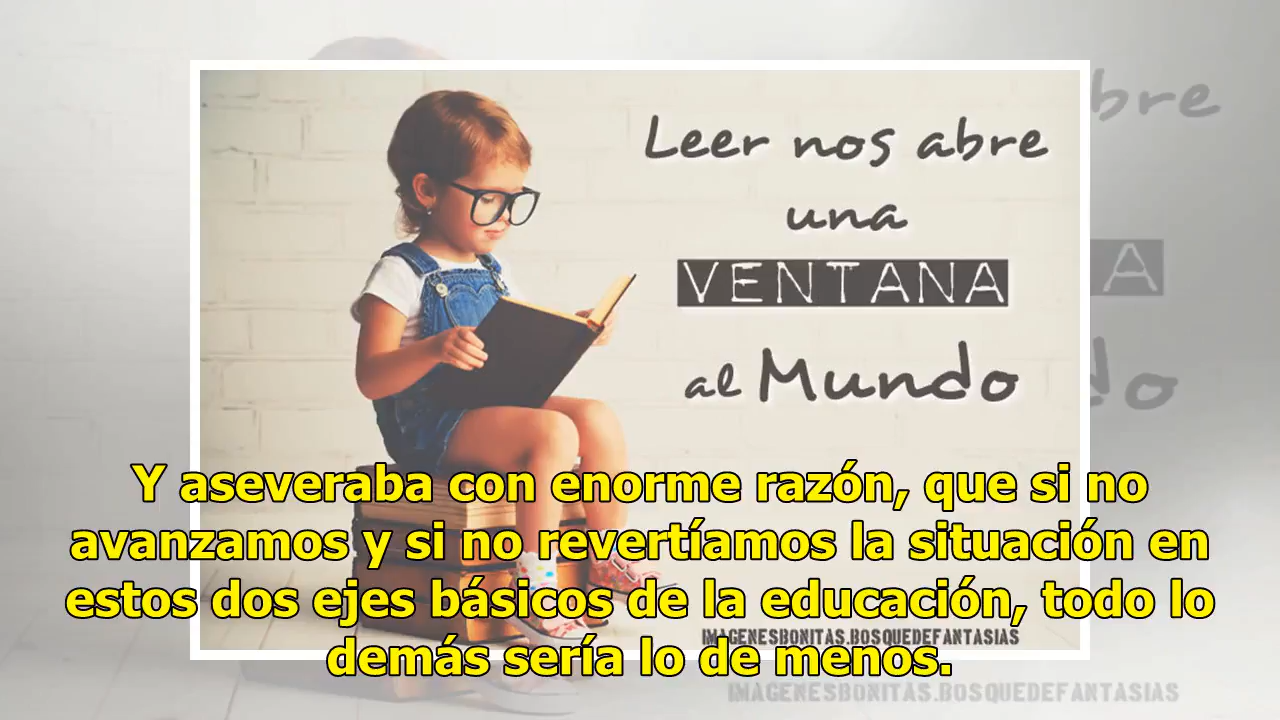 Leer nos abre
una
VENTANA
al Mundo
Y aseveraba con enorme razón, que si no
avanzamos y si no revertíamos la situación en
estos dos ejes básicos de la educación, todo lo
demás sería lo de menos.
IMAGENESBONITAS.BOSQUEDEFANTASIAS
bre
A
do
IMAGENESBONITAS.BOSQUEDEFANTASIAS